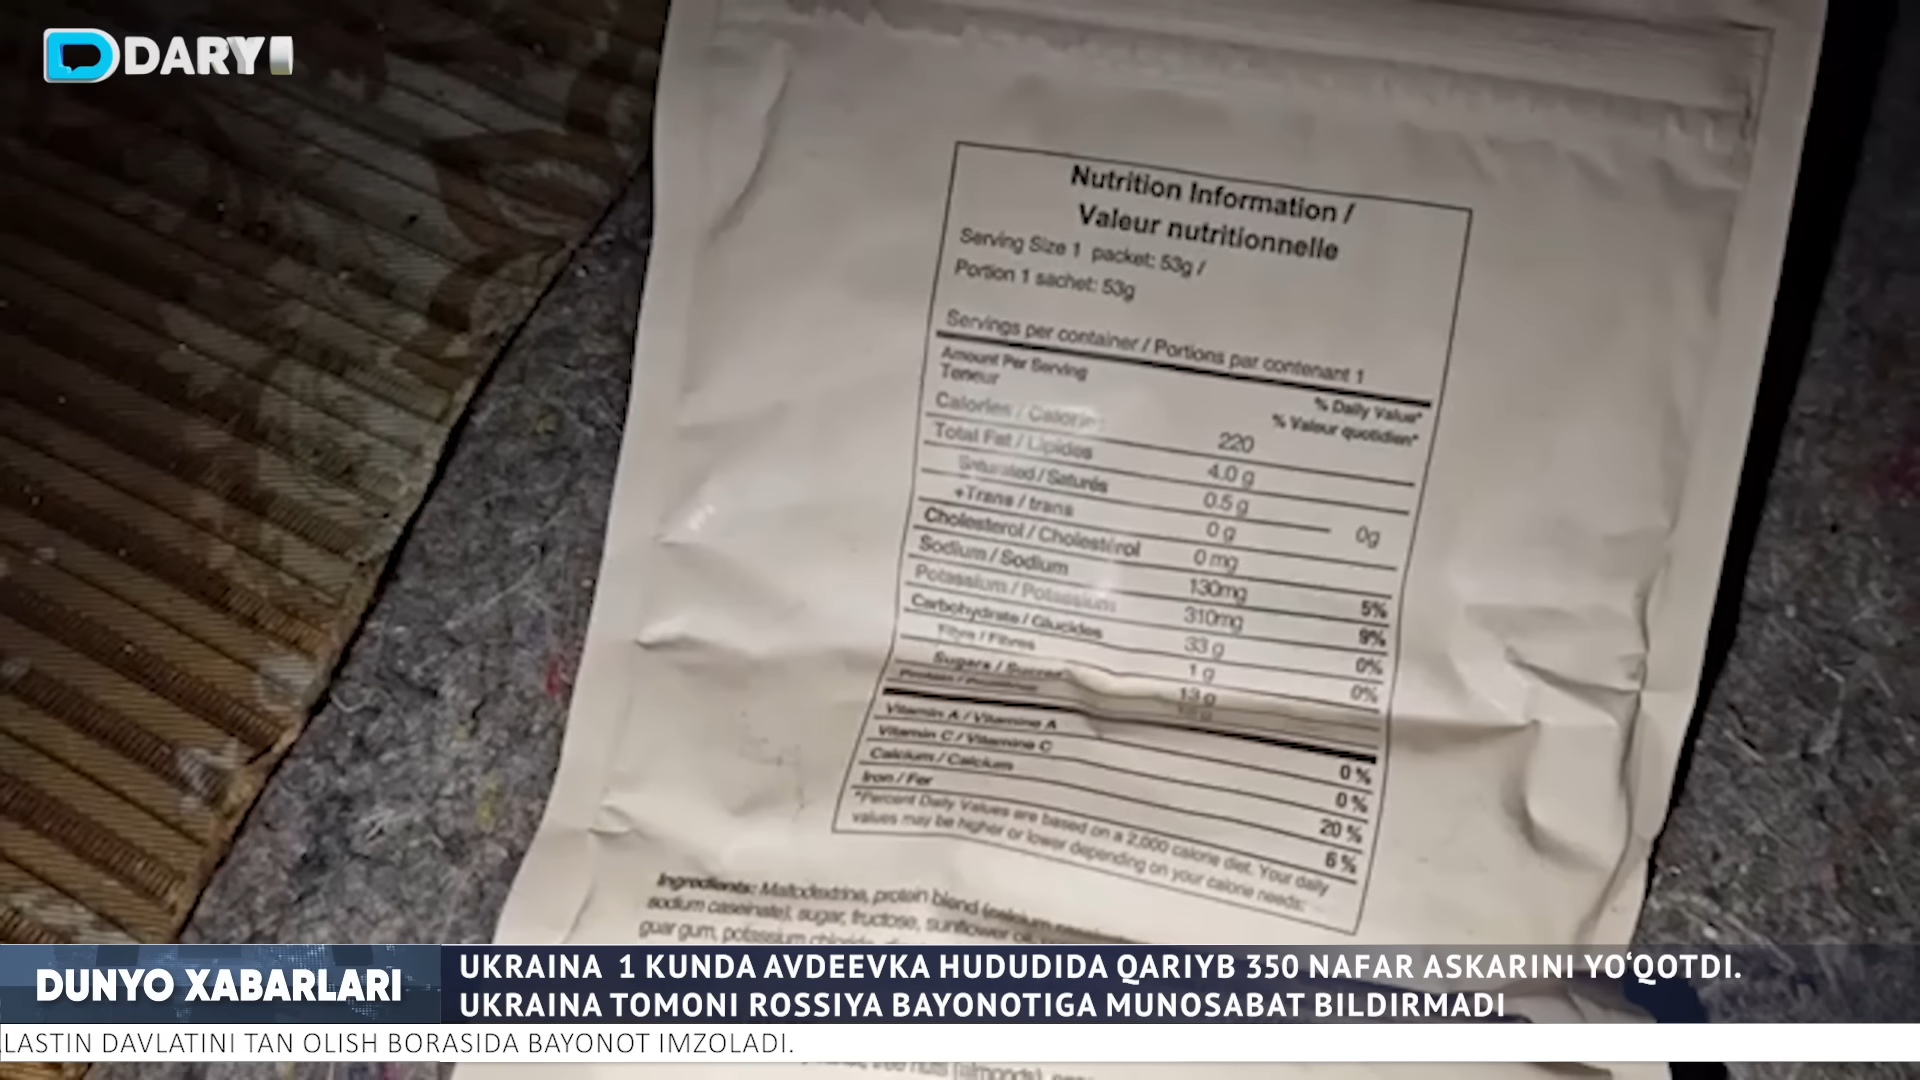 DARYO
Nutrition Information /
Valeur nutritionnelle
Serving Size 1 packet: 53g /
Portion 1 sachet: 53g
Servings per container / Portions par contenant 1
Amount Per Serving
Teneur
% Daily Value*
% Valeur quotidien*
Calories / Calories 220
Total Fat / Lipides 4.0 g
Saturated / Saturés 0.5 g
+Trans / trans 0 g 0g
Cholesterol / Cholestérol 0 mg
Sodium / Sodium 130mg 5%
Potassium / Potassium 310mg 9%
Carbohydrate / Glucides 33 g 0%
Fibre / Fibres 1 g 0%
Sugars / Sucres 13 g
Vitamin A / Vitamine A 0 %
Vitamin C / Vitamine C 0 %
Calcium / Calcium 20 %
Iron / Fer 6 %
*Percent Daily Values are based on a 2,000 calorie diet. Your daily
values may be higher or lower depending on your calorie needs:
Ingredients: Maltodextrine, protein blend (calcium
sodium caseinate), sugar, fructose, sunflower
guar gum, potassium
DUNYO XABARLARI
UKRAINA 1 KUNDA AVDEEVKA HUDUDIDA QARIYB 350 NAFAR ASKARINI YO‘QOTDI.
UKRAINA TOMONI ROSSIYA BAYONOTIGA MUNOSABAT BILDIRMADI
LASTIN DAVLATINI TAN OLISH BORASIDA BAYONOT IMZOLADI.
nuts (almonds),